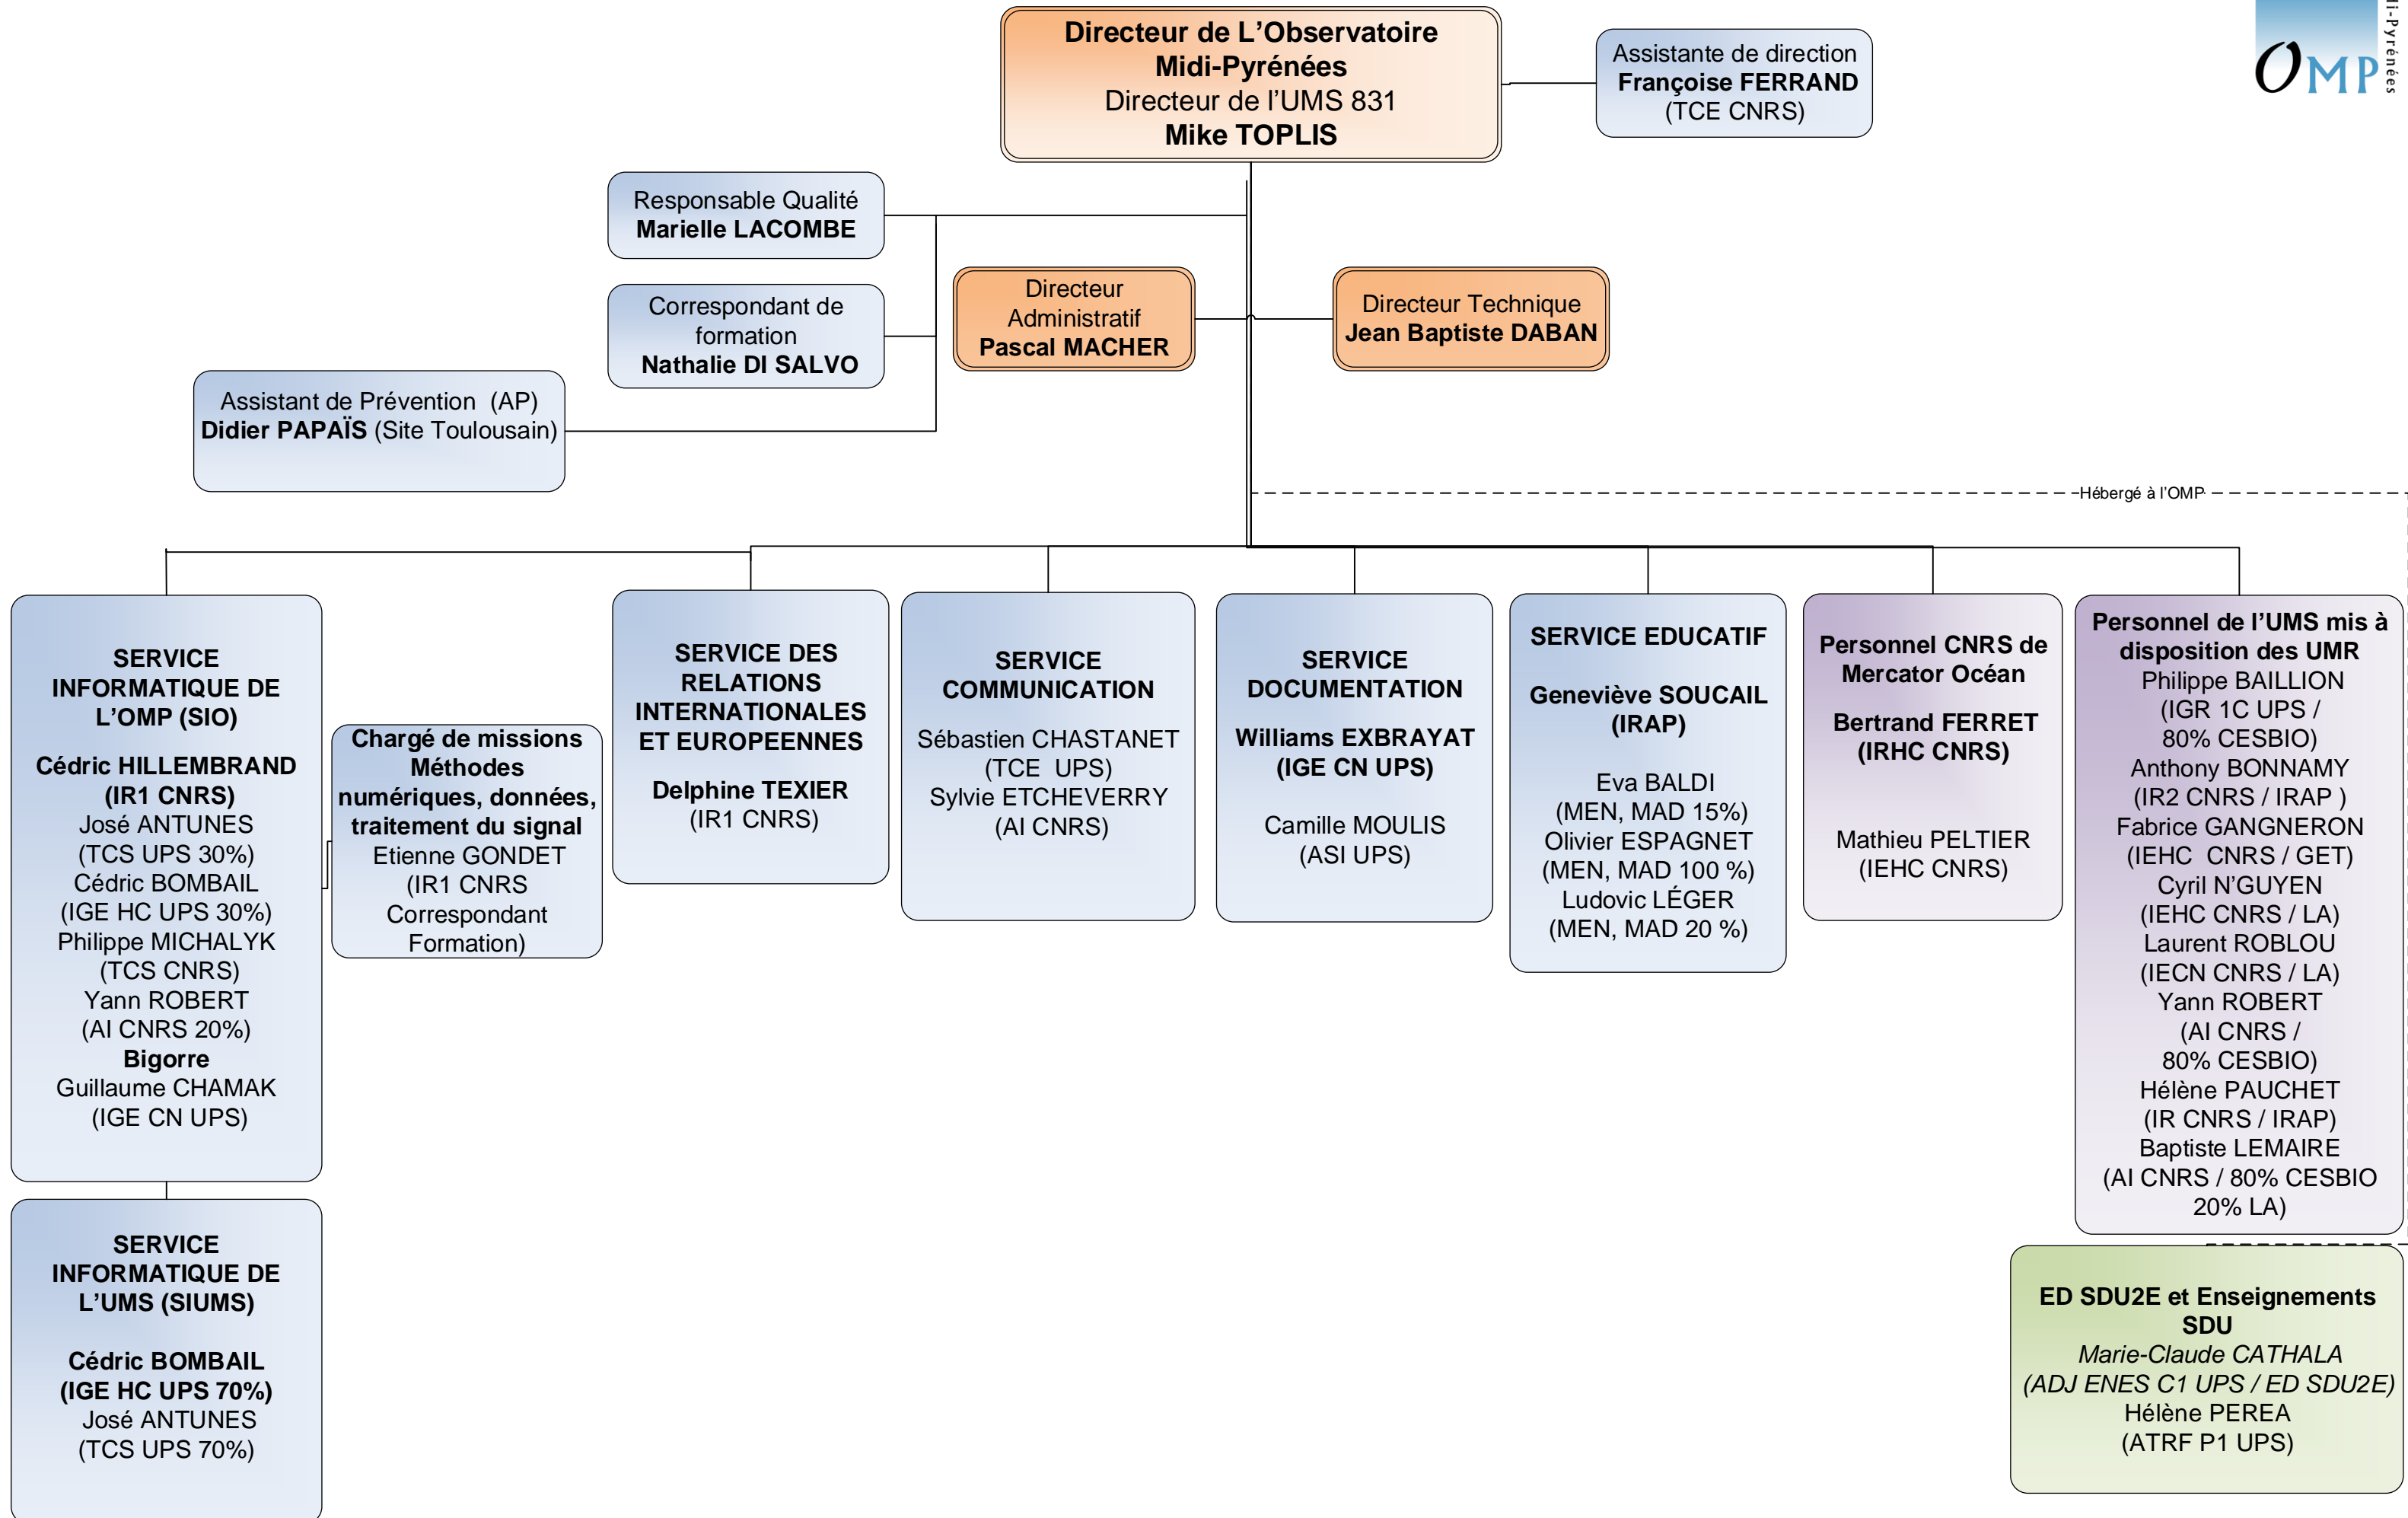 Directeur de L'Observatoire
Midi-Pyrénées
Directeur de l'UMS 831
Mike TOPLIS
Assistante de direction
Françoise FERRAND
(TCE CNRS)
OMP
Responsable Qualité
Marielle LACOMBE
Correspondant de
formation
Nathalie DI SALVO
Directeur
Administratif
Pascal MACHER
Directeur Technique
Jean Baptiste DABAN
Assistant de Prévention (AP)
Didier PAPAÏS (Site Toulousain)
Hébergé à l'OMP
SERVICE
INFORMATIQUE DE
L'OMP (SIO)
Cédric HILLEMBRAND
(IR1 CNRS)
José ANTUNES
(TCS UPS 30%)
Cédric BOMBAIL
(IGE HC UPS 30%)
Philippe MICHALYK
(TCS CNRS)
Yann ROBERT
(AI CNRS 20%)
Bigorre
Guillaume CHAMAK
(IGE CN UPS)
Chargé de missions
Méthodes
numériques, données,
traitement du signal
Etienne GONDET
(IR1 CNRS
Correspondant
Formation)
SERVICE DES
RELATIONS
INTERNATIONALES
ET EUROPEENNES
Delphine TEXIER
(IR1 CNRS)
SERVICE
COMMUNICATION
Sébastien CHASTANET
(TCE UPS)
Sylvie ETCHEVERRY
(AI CNRS)
SERVICE
DOCUMENTATION
Williams EXBRAYAT
(IGE CN UPS)
Camille MOULIS
(ASI UPS)
SERVICE EDUCATIF
Geneviève SOUCAIL
(IRAP)
Eva BALDI
(MEN, MAD 15%)
Olivier ESPAGNET
(MEN, MAD 100 %)
Ludovic LÉGER
(MEN, MAD 20 %)
Personnel CNRS de
Mercator Océan
Bertrand FERRET
(IRHC CNRS)
Mathieu PELTIER
(IEHC CNRS)
Personnel de l'UMS mis à
disposition des UMR
Philippe BAILLION
(IGR 1C UPS /
80% CESBIO)
Anthony BONNAMY
(IR2 CNRS / IRAP )
Fabrice GANGNERON
(IEHC CNRS / GET)
Cyril N'GUYEN
(IEHC CNRS / LA)
Laurent ROBLOU
(IECN CNRS / LA)
Yann ROBERT
(AI CNRS /
80% CESBIO)
Hélène PAUCHET
(IR CNRS / IRAP)
Baptiste LEMAIRE
(AI CNRS / 80% CESBIO
20% LA)
SERVICE
INFORMATIQUE DE
L'UMS (SIUMS)
Cédric BOMBAIL
(IGE HC UPS 70%)
José ANTUNES
(TCS UPS 70%)
ED SDU2E et Enseignements
SDU
Marie-Claude CATHALA
(ADJ ENES C1 UPS / ED SDU2E)
Hélène PEREA
(ATRF P1 UPS)